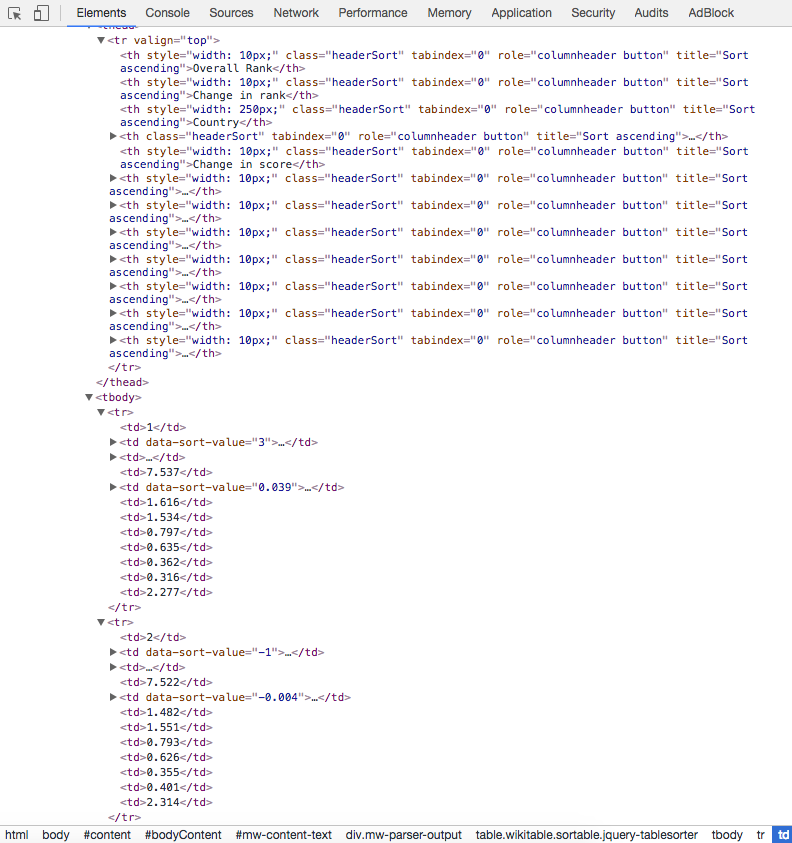 Elements Console Sources Network Performance Memory Application Security Audits AdBlock
<tr valign="top">
<th style="width: 10px;" class="headerSort" tabindex="0" role="columnheader button" title="Sort
ascending">Overall Rank</th>
<th style="width: 10px;" class="headerSort" tabindex="0" role="columnheader button" title="Sort
ascending">Change in rank</th>
<th style="width: 250px;" class="headerSort" tabindex="0" role="columnheader button" title="Sort
ascending">Country</th>
<th class="headerSort" tabindex="0" role="columnheader button" title="Sort ascending">…</th>
<th style="width: 10px;" class="headerSort" tabindex="0" role="columnheader button" title="Sort
ascending">Change in score</th>
<th style="width: 10px;" class="headerSort" tabindex="0" role="columnheader button" title="Sort
ascending">…</th>
<th style="width: 10px;" class="headerSort" tabindex="0" role="columnheader button" title="Sort
ascending">…</th>
<th style="width: 10px;" class="headerSort" tabindex="0" role="columnheader button" title="Sort
ascending">…</th>
<th style="width: 10px;" class="headerSort" tabindex="0" role="columnheader button" title="Sort
ascending">…</th>
<th style="width: 10px;" class="headerSort" tabindex="0" role="columnheader button" title="Sort
ascending">…</th>
<th style="width: 10px;" class="headerSort" tabindex="0" role="columnheader button" title="Sort
ascending">…</th>
<th style="width: 10px;" class="headerSort" tabindex="0" role="columnheader button" title="Sort
ascending">…</th>
</tr>
</thead>
<tbody>
<tr>
<td>1</td>
<td data-sort-value="3">…</td>
<td>…</td>
<td>7.537</td>
<td data-sort-value="0.039">…</td>
<td>1.616</td>
<td>1.534</td>
<td>0.797</td>
<td>0.635</td>
<td>0.362</td>
<td>0.316</td>
<td>2.277</td>
</tr>
<tr>
<td>2</td>
<td data-sort-value="-1">…</td>
<td>…</td>
<td>7.522</td>
<td data-sort-value="-0.004">…</td>
<td>1.482</td>
<td>1.551</td>
<td>0.793</td>
<td>0.626</td>
<td>0.355</td>
<td>0.401</td>
<td>2.314</td>
</tr>
html body #content #bodyContent #mw-content-text div.mw-parser-output table.wikitable.sortable.jquery-tablesorter tbody tr td